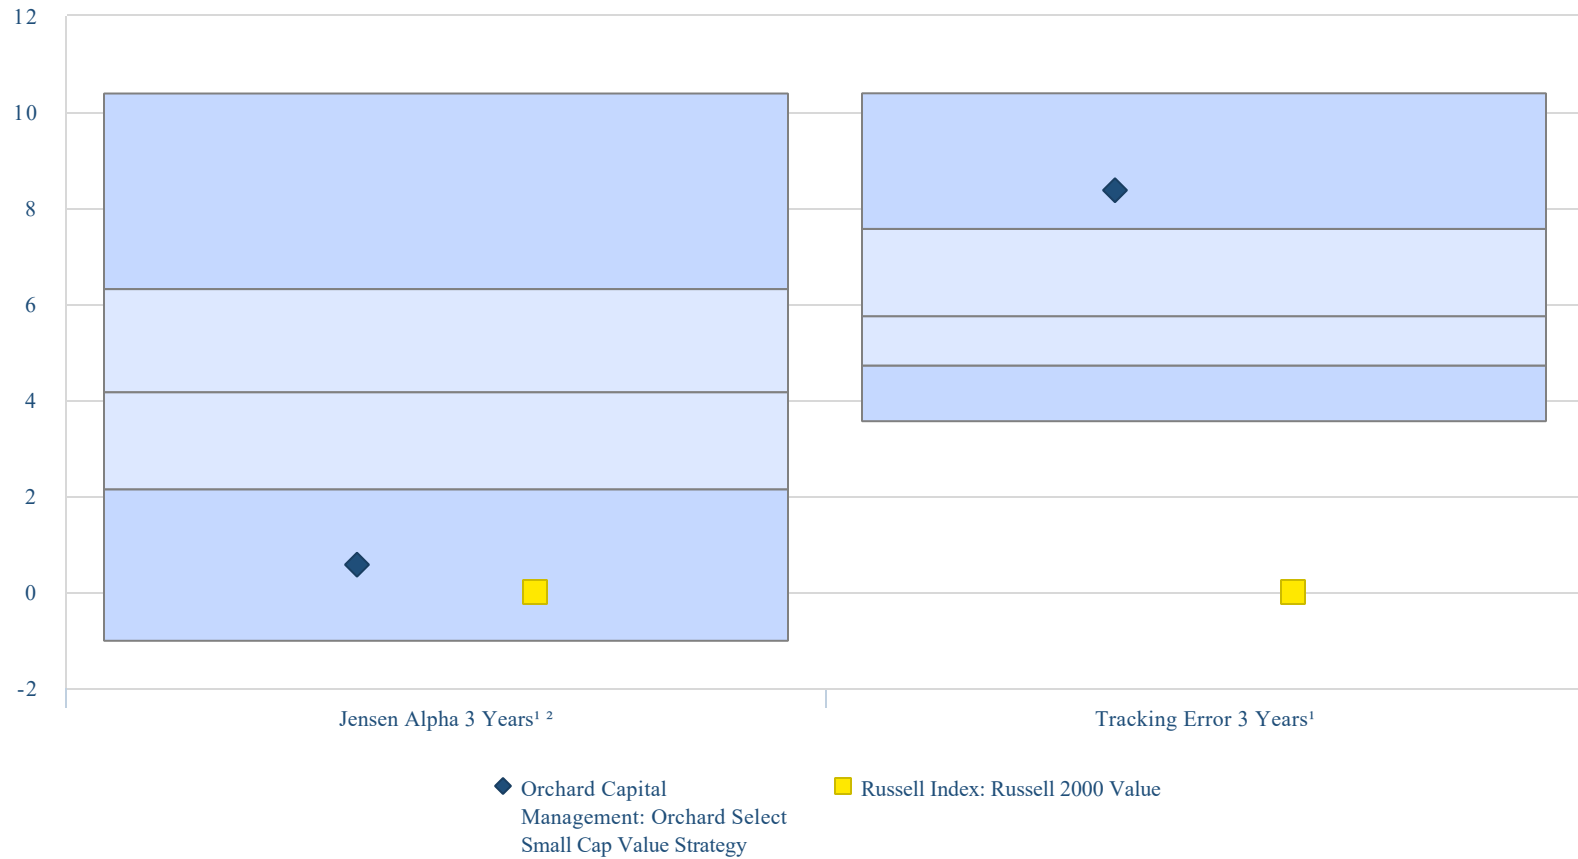 12
10
8
6
4
2
0
-2
Jensen Alpha 3 Years¹ ²
Tracking Error 3 Years¹
Orchard Capital
Management: Orchard Select
Small Cap Value Strategy
Russell Index: Russell 2000 Value